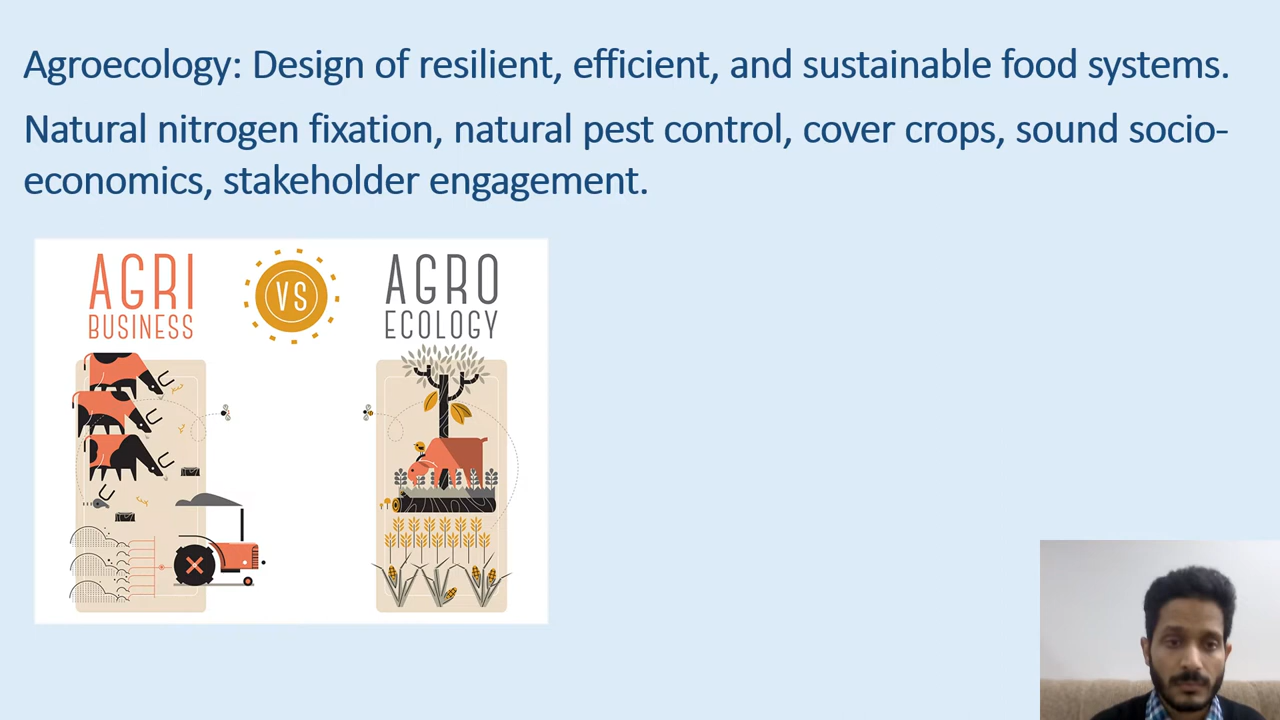 Agroecology: Design of resilient, efficient, and sustainable food systems.
Natural nitrogen fixation, natural pest control, cover crops, sound socio-
economics, stakeholder engagement.
AGRI
BUSINESS
VS
AGRO
ECOLOGY